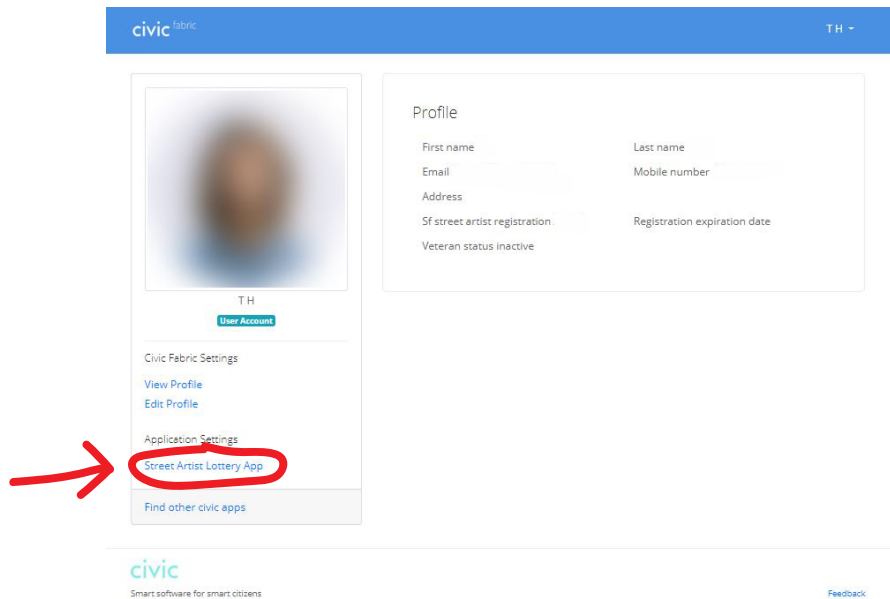 civic fabric
T H
Profile
First name Last name
Email Mobile number
Address
Sf street artist registration Registration expiration date
Veteran status inactive
T H
User Account
Civic Fabric Settings
View Profile
Edit Profile
Application Settings
Street Artist Lottery App
Find other civic apps
civic
Smart software for smart citizens
Feedback